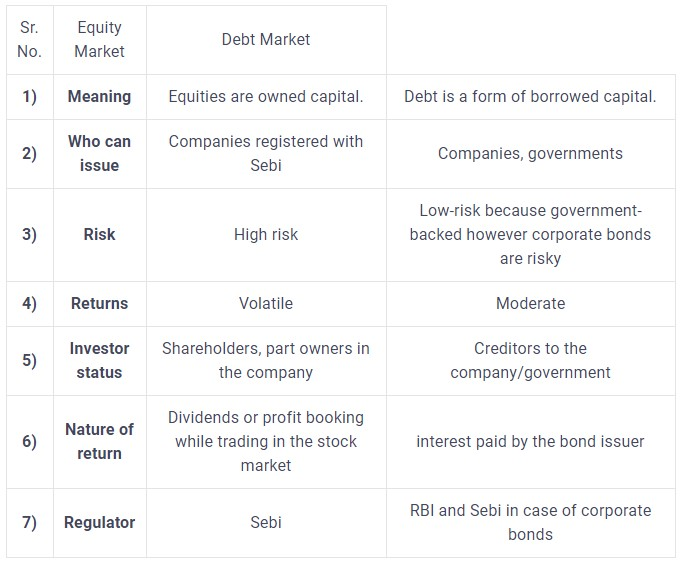 Sr.
No.
Equity
Market
Debt Market
1)
Meaning
Equities are owned capital.
Debt is a form of borrowed capital.
2)
Who can
issue
Companies registered with
Sebi
Companies, governments
3)
Risk
High risk
Low-risk because government-
backed however corporate bonds
are risky
4)
Returns
Volatile
Moderate
5)
Investor
status
Shareholders, part owners in
the company
Creditors to the
company/government
6)
Nature of
return
Dividends or profit booking
while trading in the stock
market
interest paid by the bond issuer
7)
Regulator
Sebi
RBI and Sebi in case of corporate
bonds